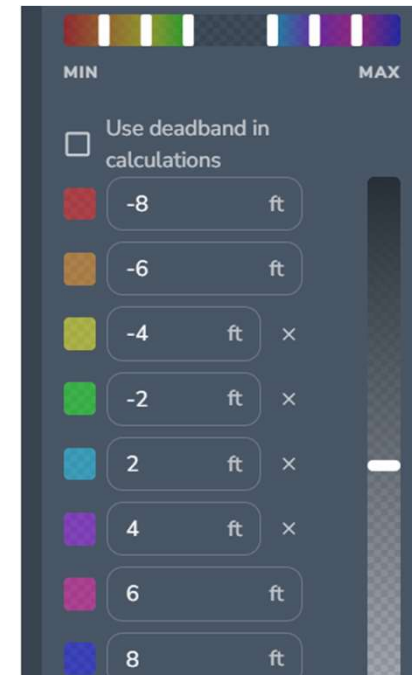 MIN MAX
Use deadband in
calculations
-8 ft
-6 ft
-4 ft ×
-2 ft ×
2 ft ×
4 ft ×
6 ft
8 ft